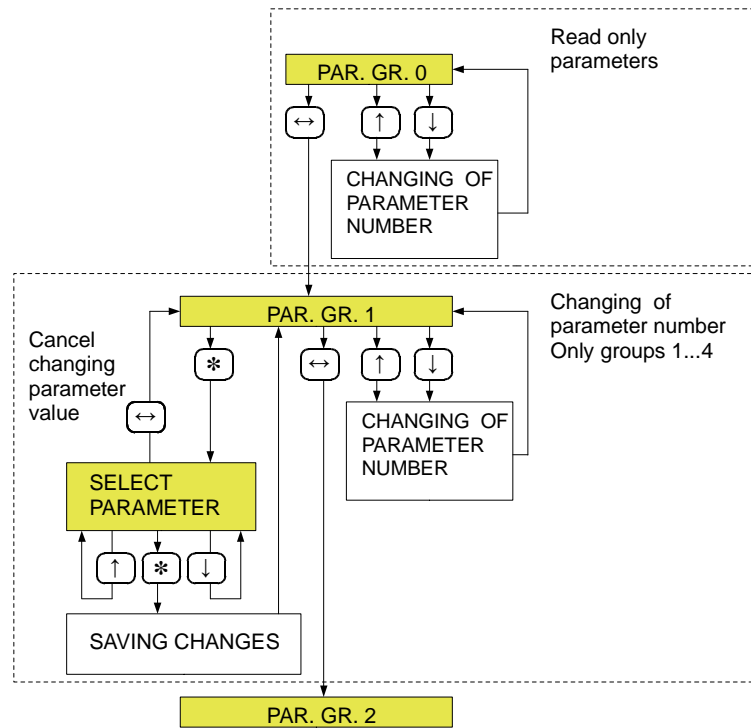 Read only
parameters
PAR. GR. 0
↔ ↑ ↓
CHANGING OF
PARAMETER
NUMBER
PAR. GR. 1
Changing of
parameter number
Only groups 1...4
Cancel
changing
parameter
value
* ↔ ↑ ↓
↔
CHANGING OF
PARAMETER
NUMBER
SELECT
PARAMETER
↑ * ↓
SAVING CHANGES
PAR. GR. 2